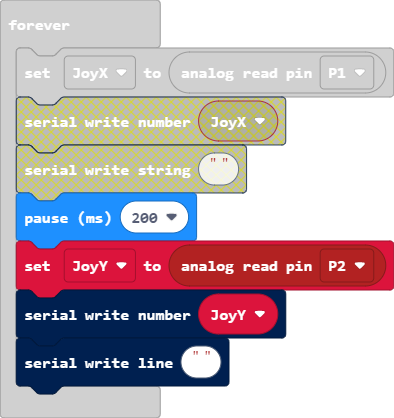 forever
set JoyX to analog read pin P1
serial write number JoyX
serial write string " "
pause (ms) 200
set JoyY to analog read pin P2
serial write number JoyY
serial write line " "